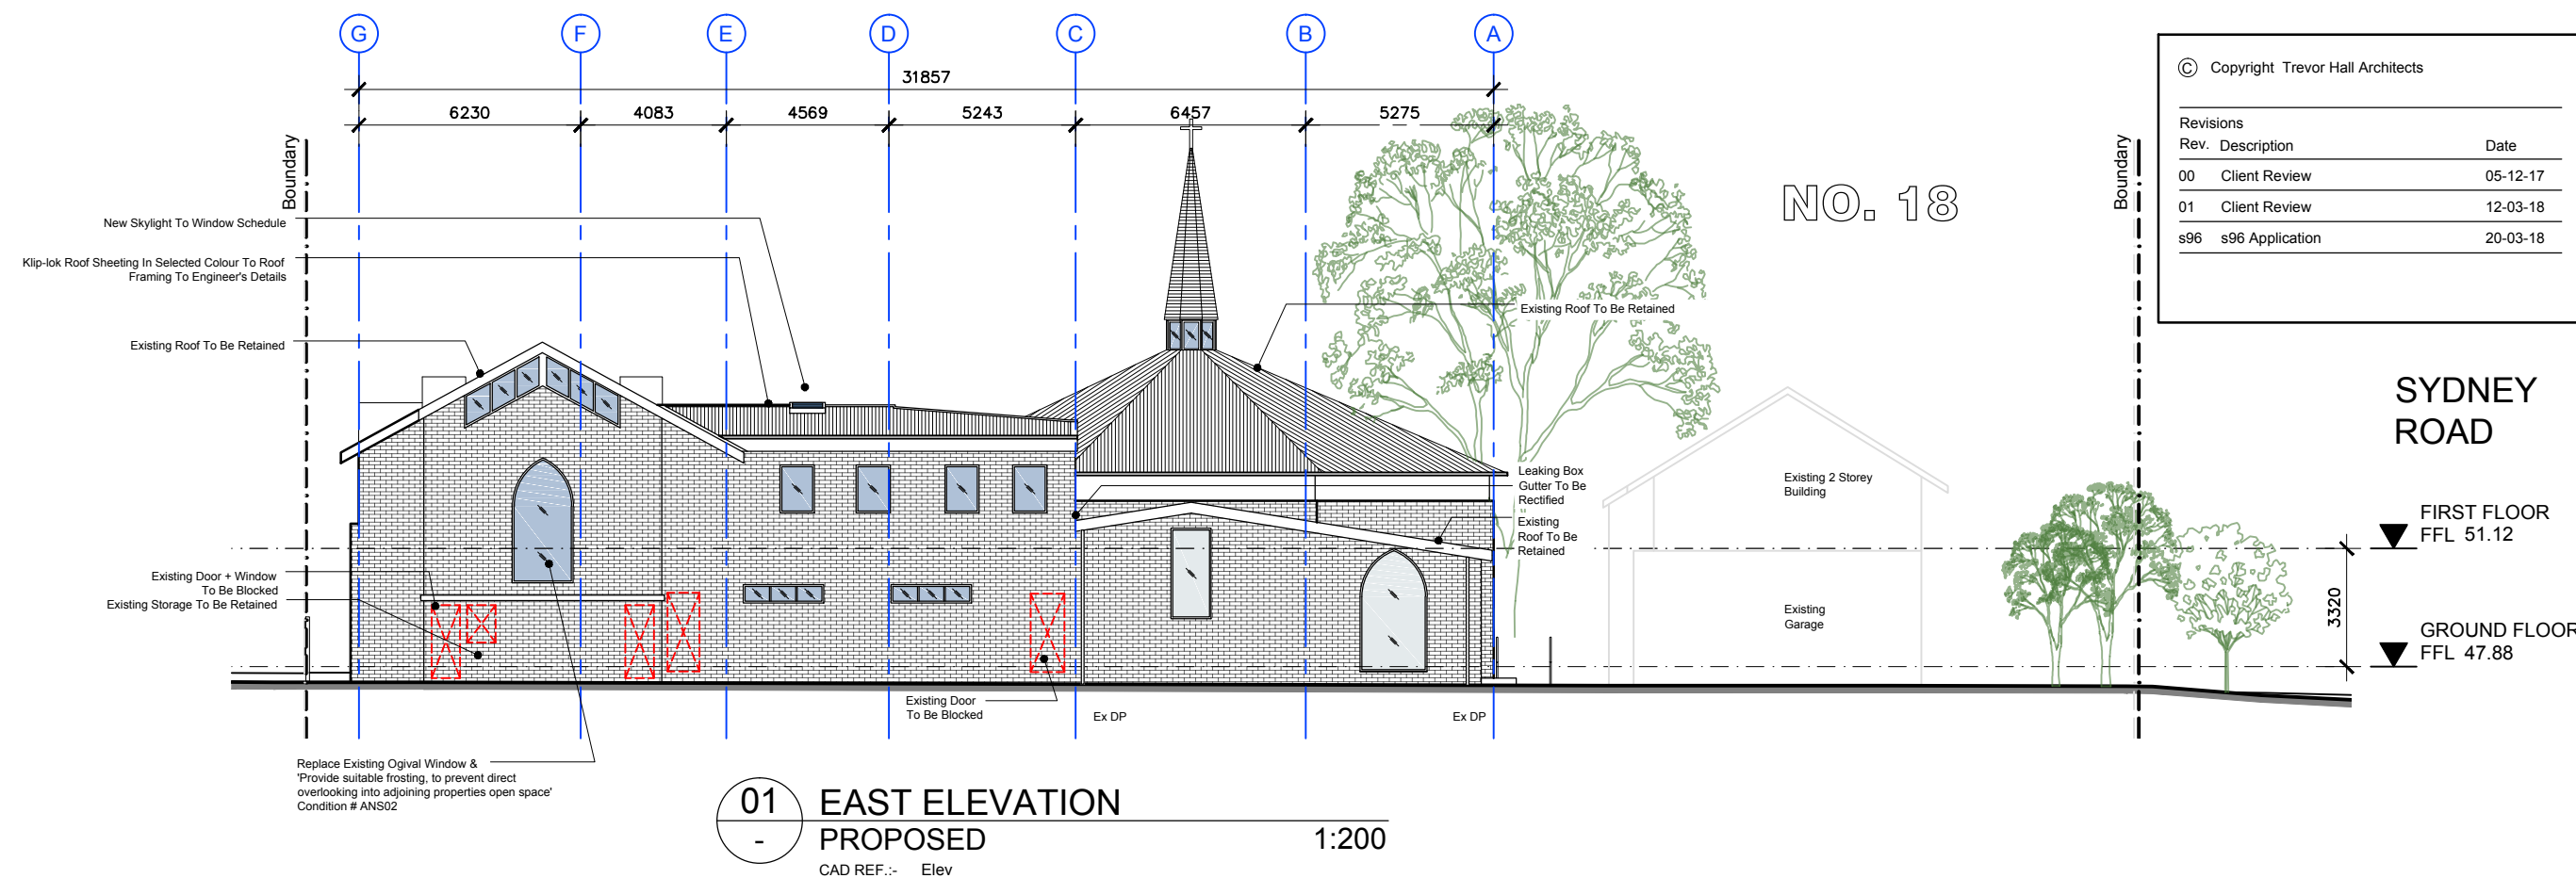 G
F
E
D
C
B
A
31857
6230
4083
4569
5243
6457
5275
Boundary
Boundary
© Copyright Trevor Hall Architects
Revisions
Rev. Description Date
00 Client Review 05-12-17
01 Client Review 12-03-18
s96 s96 Application 20-03-18
NO. 18
New Skylight To Window Schedule
Klip-lok Roof Sheeting In Selected Colour To Roof
Framing To Engineer's Details
Existing Roof To Be Retained
Existing Roof To Be Retained
SYDNEY
ROAD
Leaking Box
Gutter To Be
Rectified
Existing
Roof To Be
Retained
Existing 2 Storey
Building
Existing
Garage
FIRST FLOOR
FFL 51.12
3320
GROUND FLOOR
FFL 47.88
Existing Door + Window
To Be Blocked
Existing Storage To Be Retained
Existing Door
To Be Blocked
Ex DP
Ex DP
Replace Existing Ogival Window &
'Provide suitable frosting, to prevent direct
overlooking into adjoining properties open space'
Condition # ANS02
01
-
EAST ELEVATION
PROPOSED 1:200
CAD REF.:- Elev